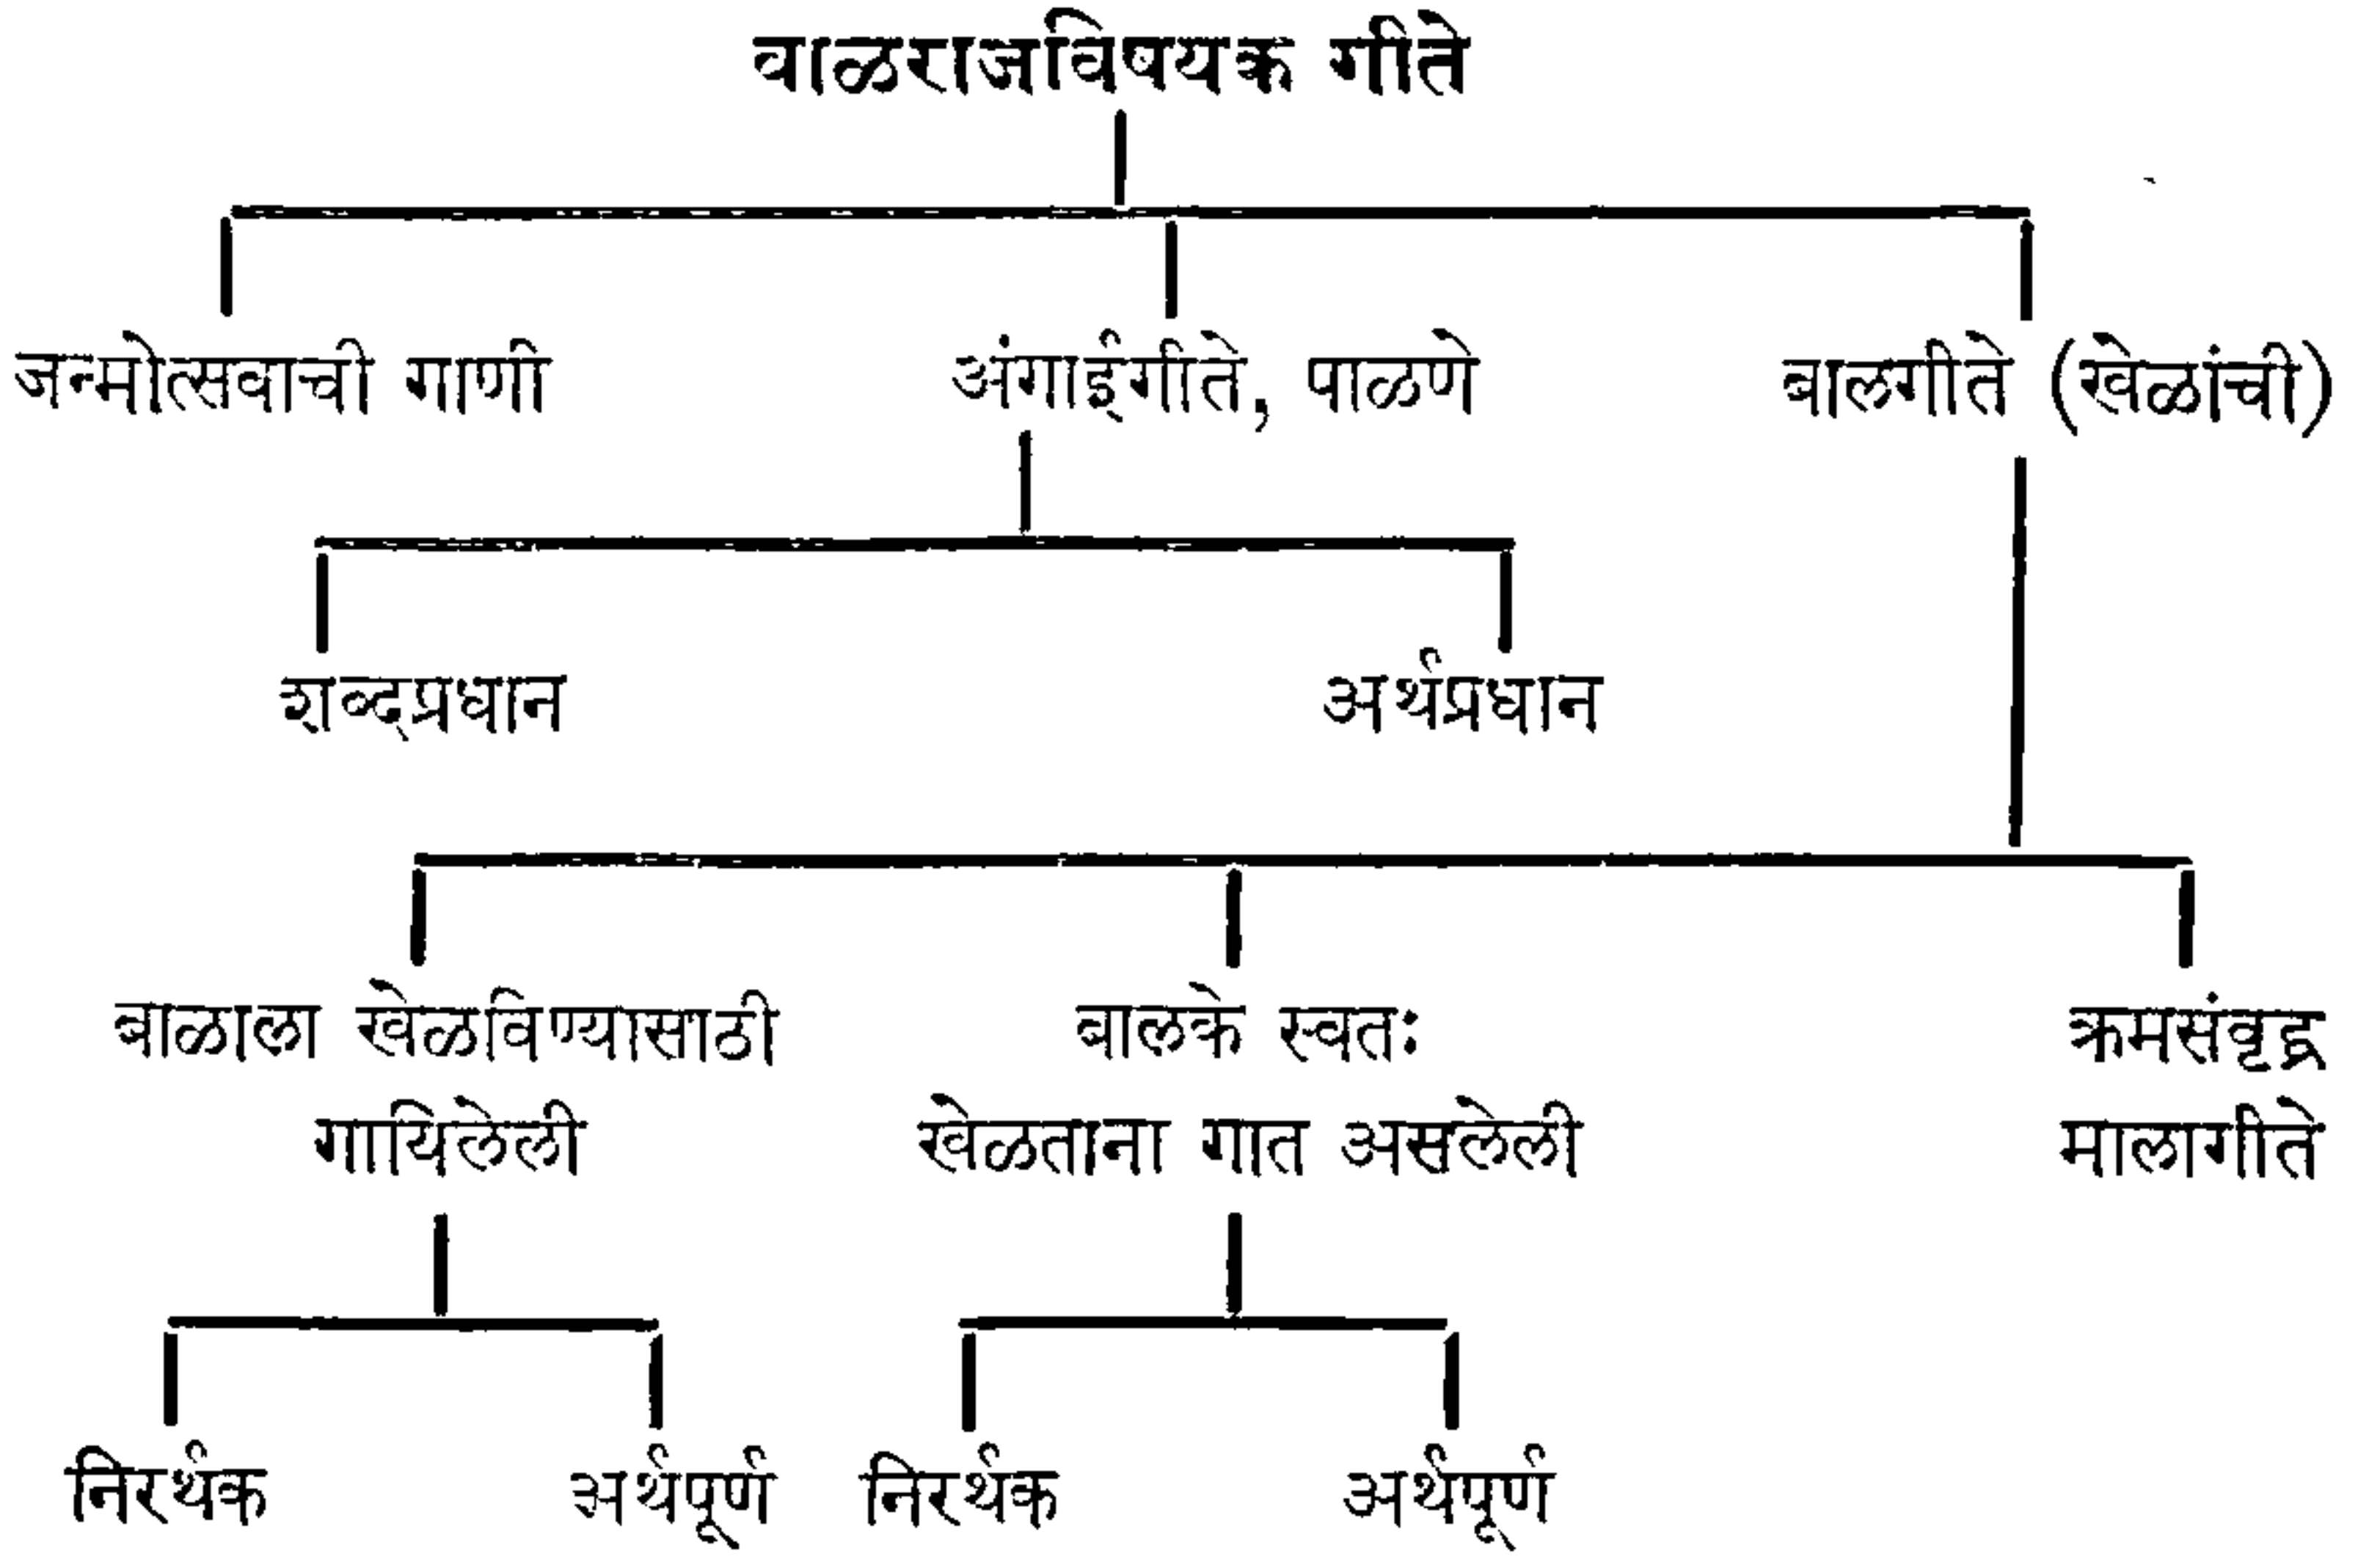 बाळराजविषयक गीते
जन्मोत्सवाची गाणी अंगाईगीते, पाळणे बालगीते (खेळांची)
शब्दप्रधान अर्थप्रधान
बाळाला खेळविण्यासाठी बालके स्वतः क्रमसंवृद्ध
गायिलेली खेळताना गात असलेली मालागीते
निरर्थक अर्थपूर्ण निरर्थक अर्थपूर्ण